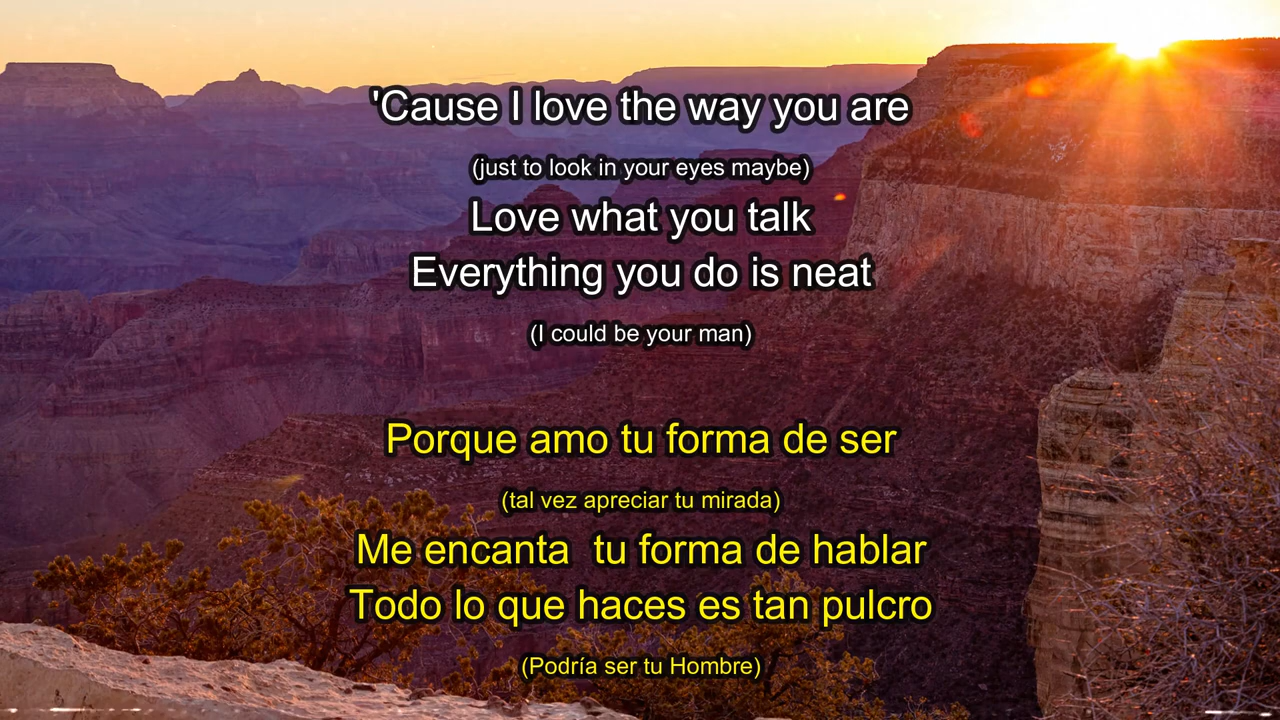 'Cause I love the way you are
(just to look in your eyes maybe)
Love what you talk
Everything you do is neat
(I could be your man)
Porque amo tu forma de ser
(tal vez apreciar tu mirada)
Me encanta  tu forma de hablar
Todo lo que haces es tan pulcro
(Podría ser tu Hombre)